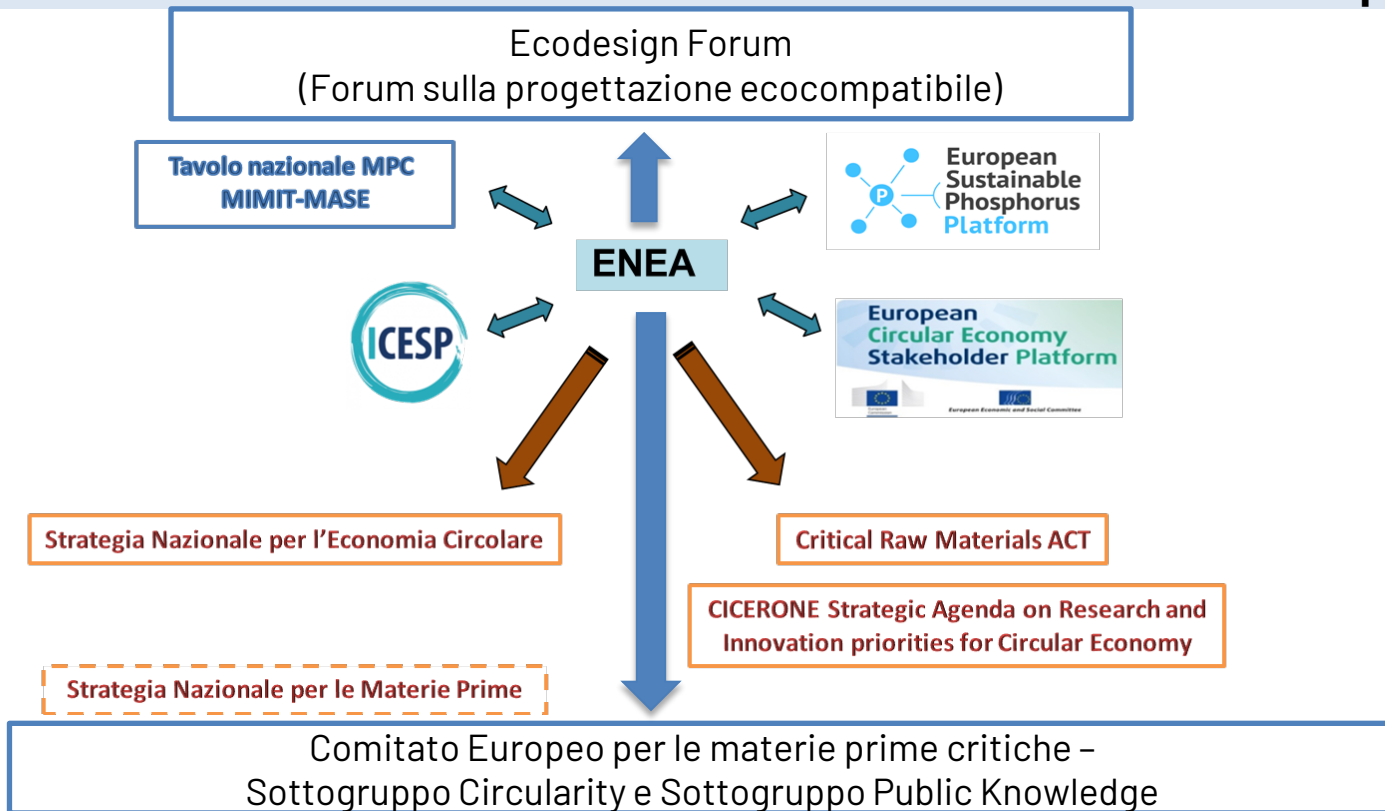 Ecodesign Forum
(Forum sulla progettazione ecocompatibile)
Tavolo nazionale MPC
MIMIT-MASE
P
European
Sustainable
Phosphorus
Platform
ENEA
ICESP
European
Circular Economy
Stakeholder Platform
European Economic and Social Committee
Strategia Nazionale per l'Economia Circolare
Critical Raw Materials ACT
CICERONE Strategic Agenda on Research and
Innovation priorities for Circular Economy
Strategia Nazionale per le Materie Prime
Comitato Europeo per le materie prime critiche –
Sottogruppo Circularity e Sottogruppo Public Knowledge